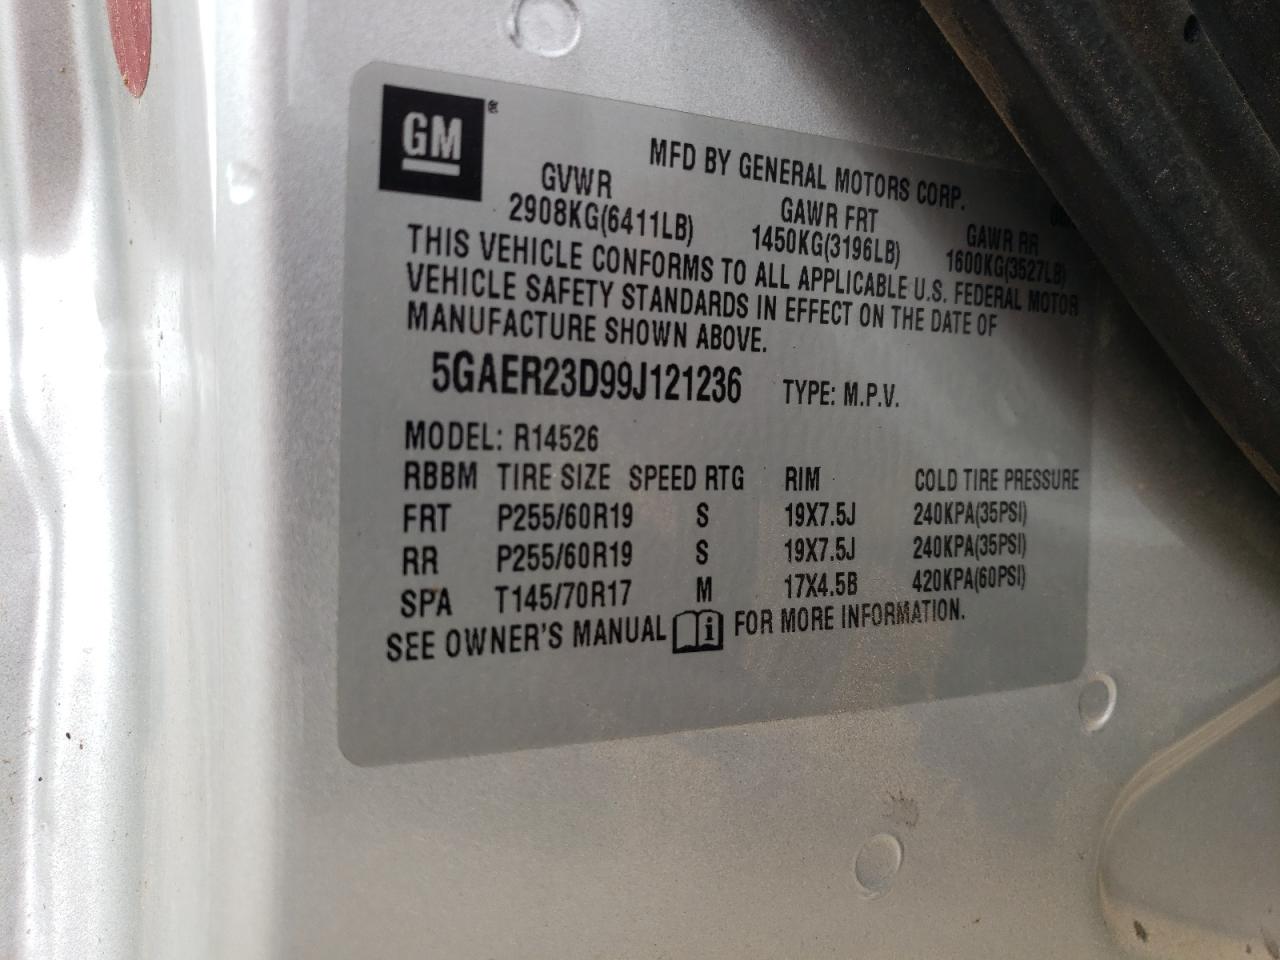 GM®
MFD BY GENERAL MOTORS CORP.
GVWR GAWR FRT GAWR RR
2908KG(6411LB) 1450KG(3196LB) 1600KG(3527LB)
THIS VEHICLE CONFORMS TO ALL APPLICABLE U.S. FEDERAL MOTOR
VEHICLE SAFETY STANDARDS IN EFFECT ON THE DATE OF
MANUFACTURE SHOWN ABOVE.
5GAER23D99J121236 TYPE: M.P.V.
MODEL: R14526
RBBM TIRE SIZE SPEED RTG RIM COLD TIRE PRESSURE
FRT P255/60R19 S 19X7.5J 240KPA(35PSI)
RR P255/60R19 S 19X7.5J 240KPA(35PSI)
SPA T145/70R17 M 17X4.5B 420KPA(60PSI)
SEE OWNER'S MANUAL i FOR MORE INFORMATION.